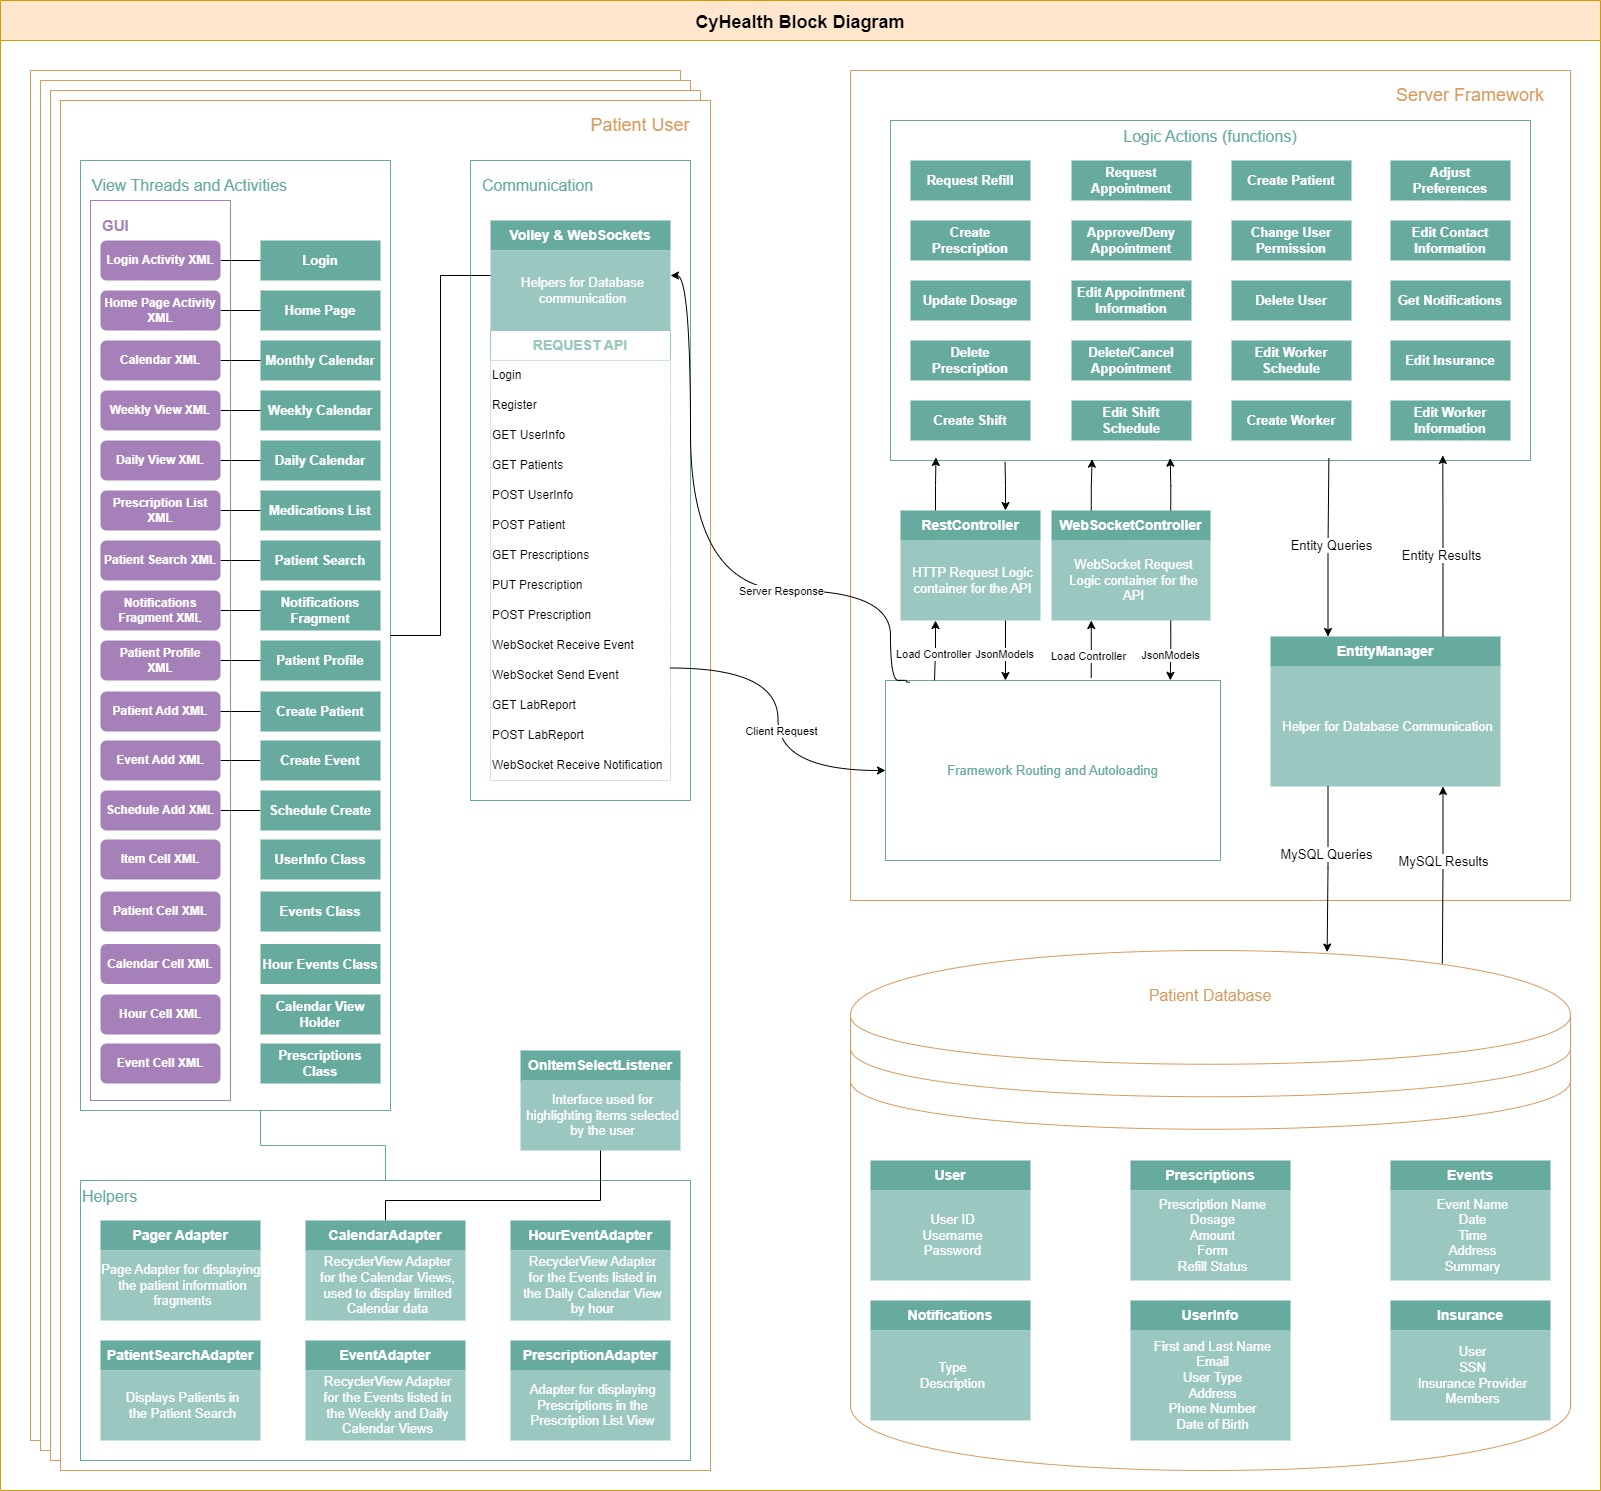 CyHealth Block Diagram
Patient User
View Threads and Activities
GUI
Login Activity XML
Login
Home Page Activity
XML
Home Page
Calendar XML
Monthly Calendar
Weekly View XML
Weekly Calendar
Daily View XML
Daily Calendar
Prescription List
XML
Medications List
Patient Search XML
Patient Search
Notifications
Fragment XML
Notifications
Fragment
Patient Profile
XML
Patient Profile
Patient Add XML
Create Patient
Event Add XML
Create Event
Schedule Add XML
Schedule Create
Item Cell XML
UserInfo Class
Patient Cell XML
Events Class
Calendar Cell XML
Hour Events Class
Hour Cell XML
Calendar View
Holder
Event Cell XML
Prescriptions
Class
Communication
Volley & WebSockets
Helpers for Database
communication
REQUEST API
Login
Register
GET UserInfo
GET Patients
POST UserInfo
POST Patient
GET Prescriptions
PUT Prescription
POST Prescription
WebSocket Receive Event
WebSocket Send Event
GET LabReport
POST LabReport
WebSocket Receive Notification
Server Response
Client Request
OnItemSelectListener
Interface used for
highlighting items selected
by the user
Helpers
Pager Adapter
Page Adapter for displaying
the patient information
fragments
CalendarAdapter
RecyclerView Adapter
for the Calendar Views,
used to display limited
Calendar data
HourEventAdapter
RecyclerView Adapter
for the Events listed in
the Daily Calendar View
by hour
PatientSearchAdapter
Displays Patients in
the Patient Search
EventAdapter
RecyclerView Adapter
for the Events listed in
the Weekly and Daily
Calendar Views
PrescriptionAdapter
Adapter for displaying
Prescriptions in the
Prescription List View
Server Framework
Logic Actions (functions)
Request Refill
Request
Appointment
Create Patient
Adjust
Preferences
Create
Prescription
Approve/Deny
Appointment
Change User
Permission
Edit Contact
Information
Update Dosage
Edit Appointment
Information
Delete User
Get Notifications
Delete
Prescription
Delete/Cancel
Appointment
Edit Worker
Schedule
Edit Insurance
Create Shift
Edit Shift
Schedule
Create Worker
Edit Worker
Information
RestController
HTTP Request Logic
container for the API
WebSocketController
WebSocket Request
Logic container for the
API
Entity Queries
Entity Results
Load Controller
JsonModels
Load Controller
JsonModels
EntityManager
Helper for Database Communication
Framework Routing and Autoloading
MySQL Queries
MySQL Results
Patient Database
User
User ID
Username
Password
Prescriptions
Prescription Name
Dosage
Amount
Form
Refill Status
Events
Event Name
Date
Time
Address
Summary
Notifications
Type
Description
UserInfo
First and Last Name
Email
User Type
Address
Phone Number
Date of Birth
Insurance
User
SSN
Insurance Provider
Members